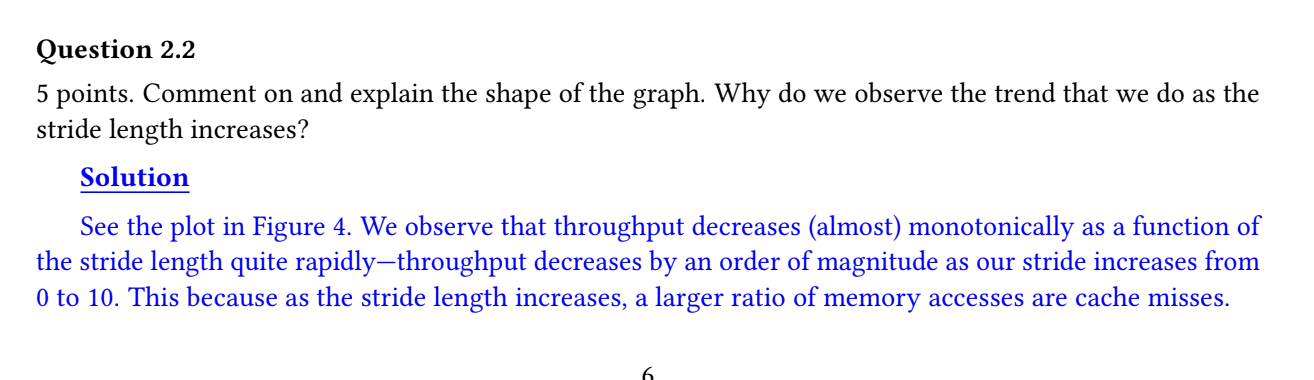 Question 2.2
5 points. Comment on and explain the shape of the graph. Why do we observe the trend that we do as the
stride length increases?
Solution
See the plot in Figure 4. We observe that throughput decreases (almost) monotonically as a function of
the stride length quite rapidly—throughput decreases by an order of magnitude as our stride increases from
0 to 10. This because as the stride length increases, a larger ratio of memory accesses are cache misses.
6